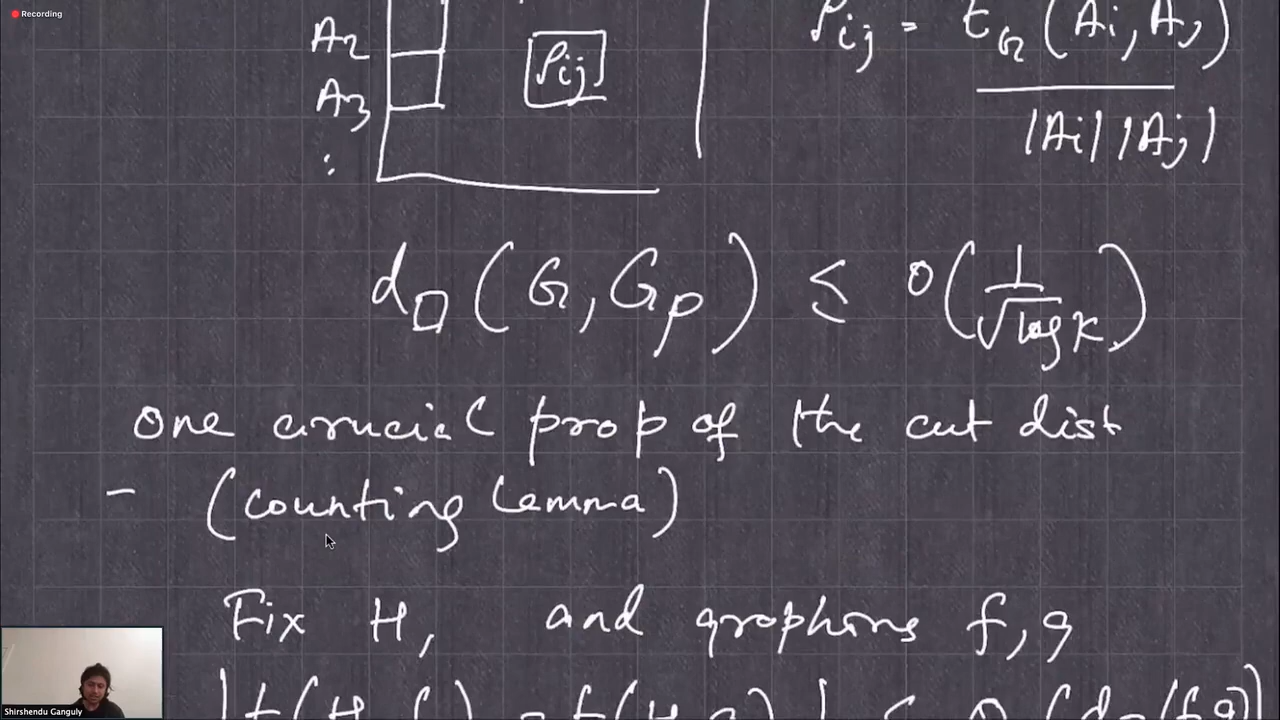 Recording
A2
A3
:
ρij
ρij = EG(Ai, Aj)
|Ai| |Aj|
d□(G, Gp) ≤ O(1/√log K)
one crucial prop of the cut dist
- (counting Lemma)
Fix H, and graphons f, g
|t(H, f) - t(H, g)| ≤ O(d□(f,g))
Shirshendu Ganguly